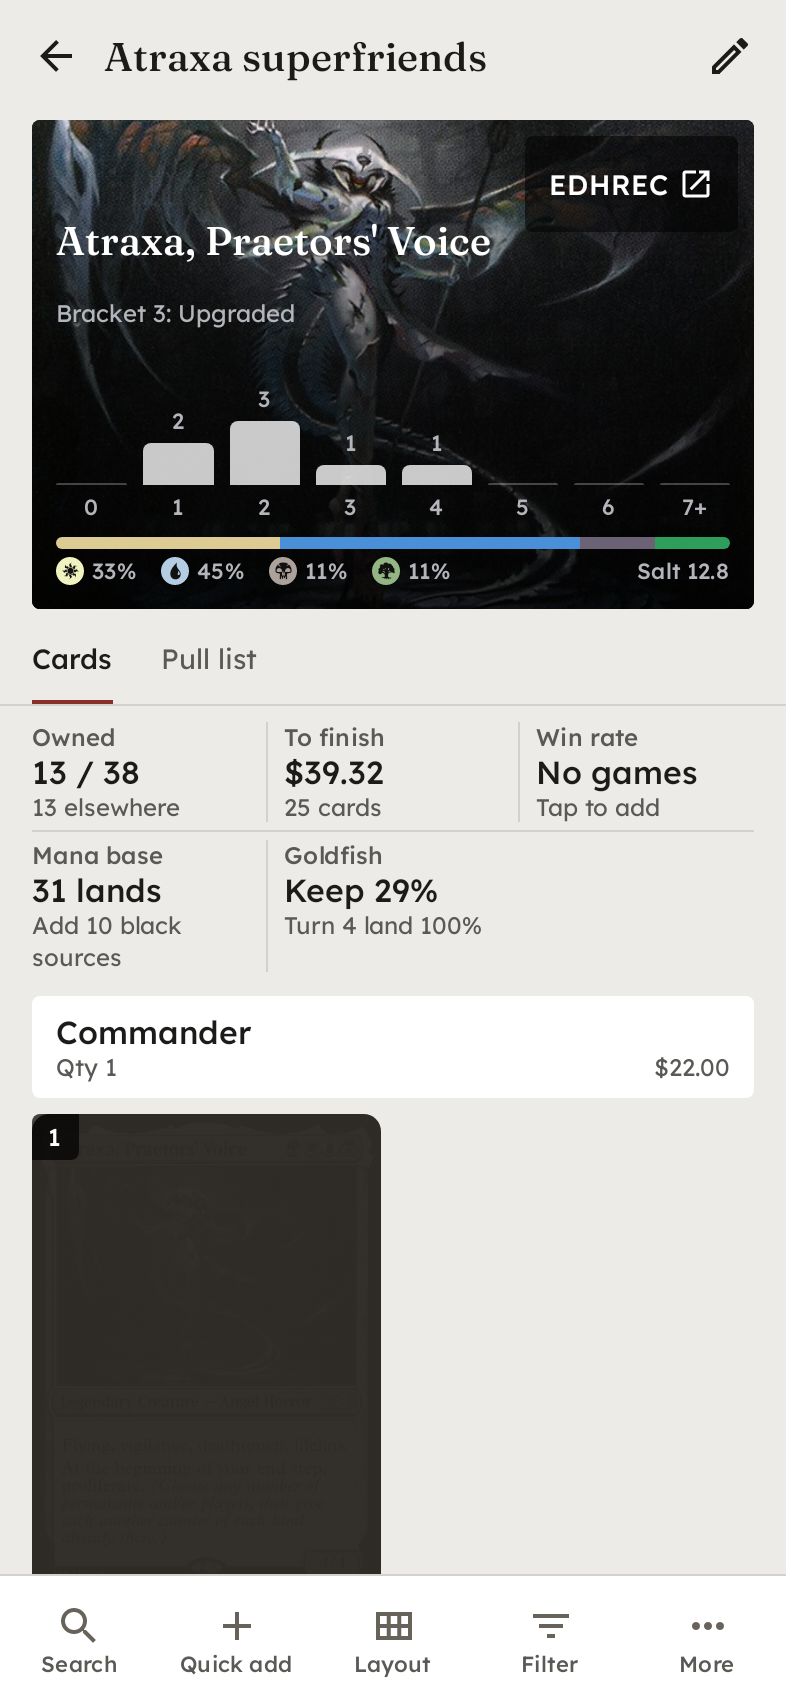 Atraxa superfriends
EDHREC
Atraxa, Praetors' Voice
Bracket 3: Upgraded
2 3 1 1
0 1 2 3 4 5 6 7+
33% 45% 11% 11% Salt 12.8
Cards Pull list
Owned To finish Win rate
13 / 38 $39.32 No games
13 elsewhere 25 cards Tap to add
Mana base Goldfish
31 lands Keep 29%
Add 10 black Turn 4 land 100%
sources
Commander
Qty 1 $22.00
1
Search Quick add Layout Filter More